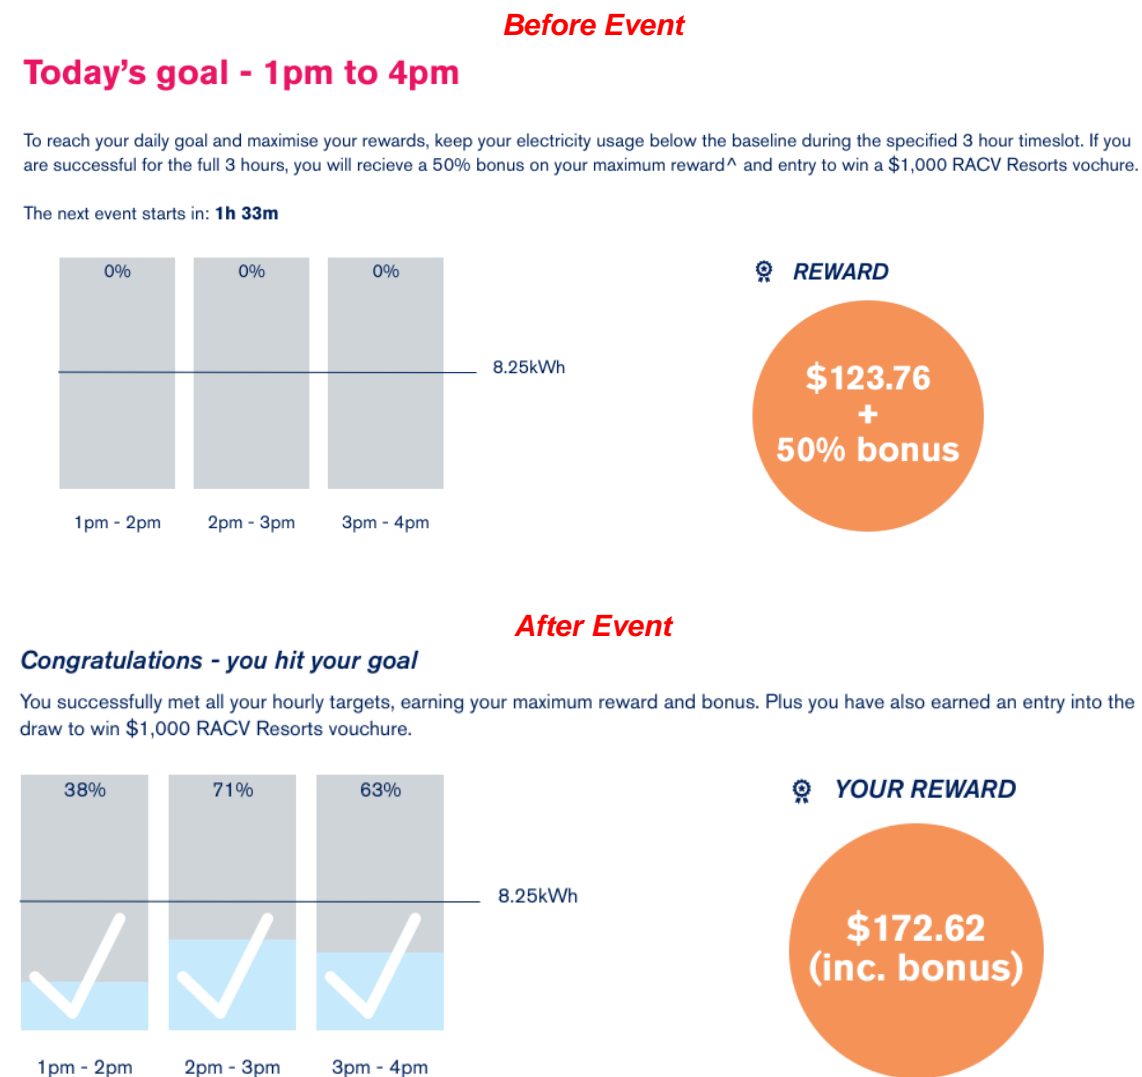 Before Event
Today's goal - 1pm to 4pm
To reach your daily goal and maximise your rewards, keep your electricity usage below the baseline during the specified 3 hour timeslot. If you
are successful for the full 3 hours, you will recieve a 50% bonus on your maximum reward^ and entry to win a $1,000 RACV Resorts vochure.
The next event starts in: 1h 33m
0% 0% 0%
8.25kWh
1pm - 2pm 2pm - 3pm 3pm - 4pm
REWARD
$123.76
+
50% bonus
After Event
Congratulations - you hit your goal
You successfully met all your hourly targets, earning your maximum reward and bonus. Plus you have also earned an entry into the
draw to win $1,000 RACV Resorts vouchure.
38% 71% 63%
8.25kWh
1pm - 2pm 2pm - 3pm 3pm - 4pm
YOUR REWARD
$172.62
(inc. bonus)